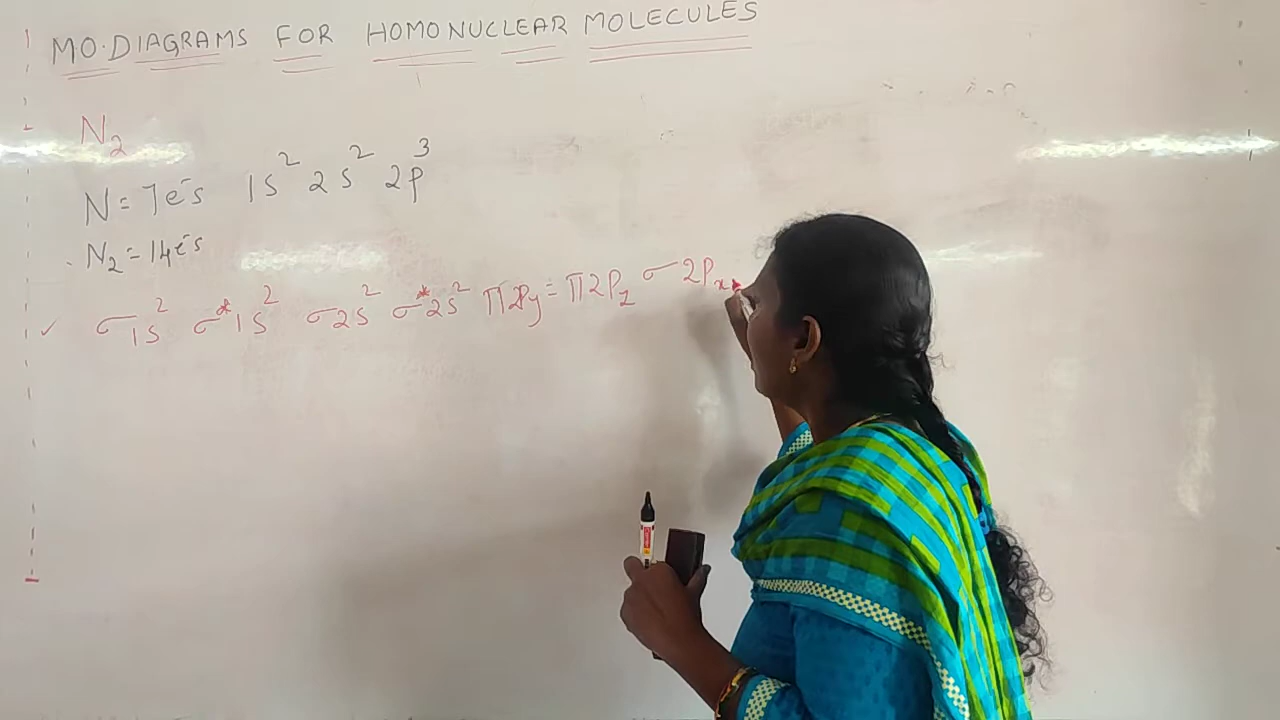 MO.DIAGRAMS FOR HOMONUCLEAR MOLECULES
N₂
N = 7e⁻s 1s² 2s² 2p³
N₂ = 14e⁻s
✓ σ1s² σ*1s² σ2s² σ*2s² π2Py = π2Pz σ2Px